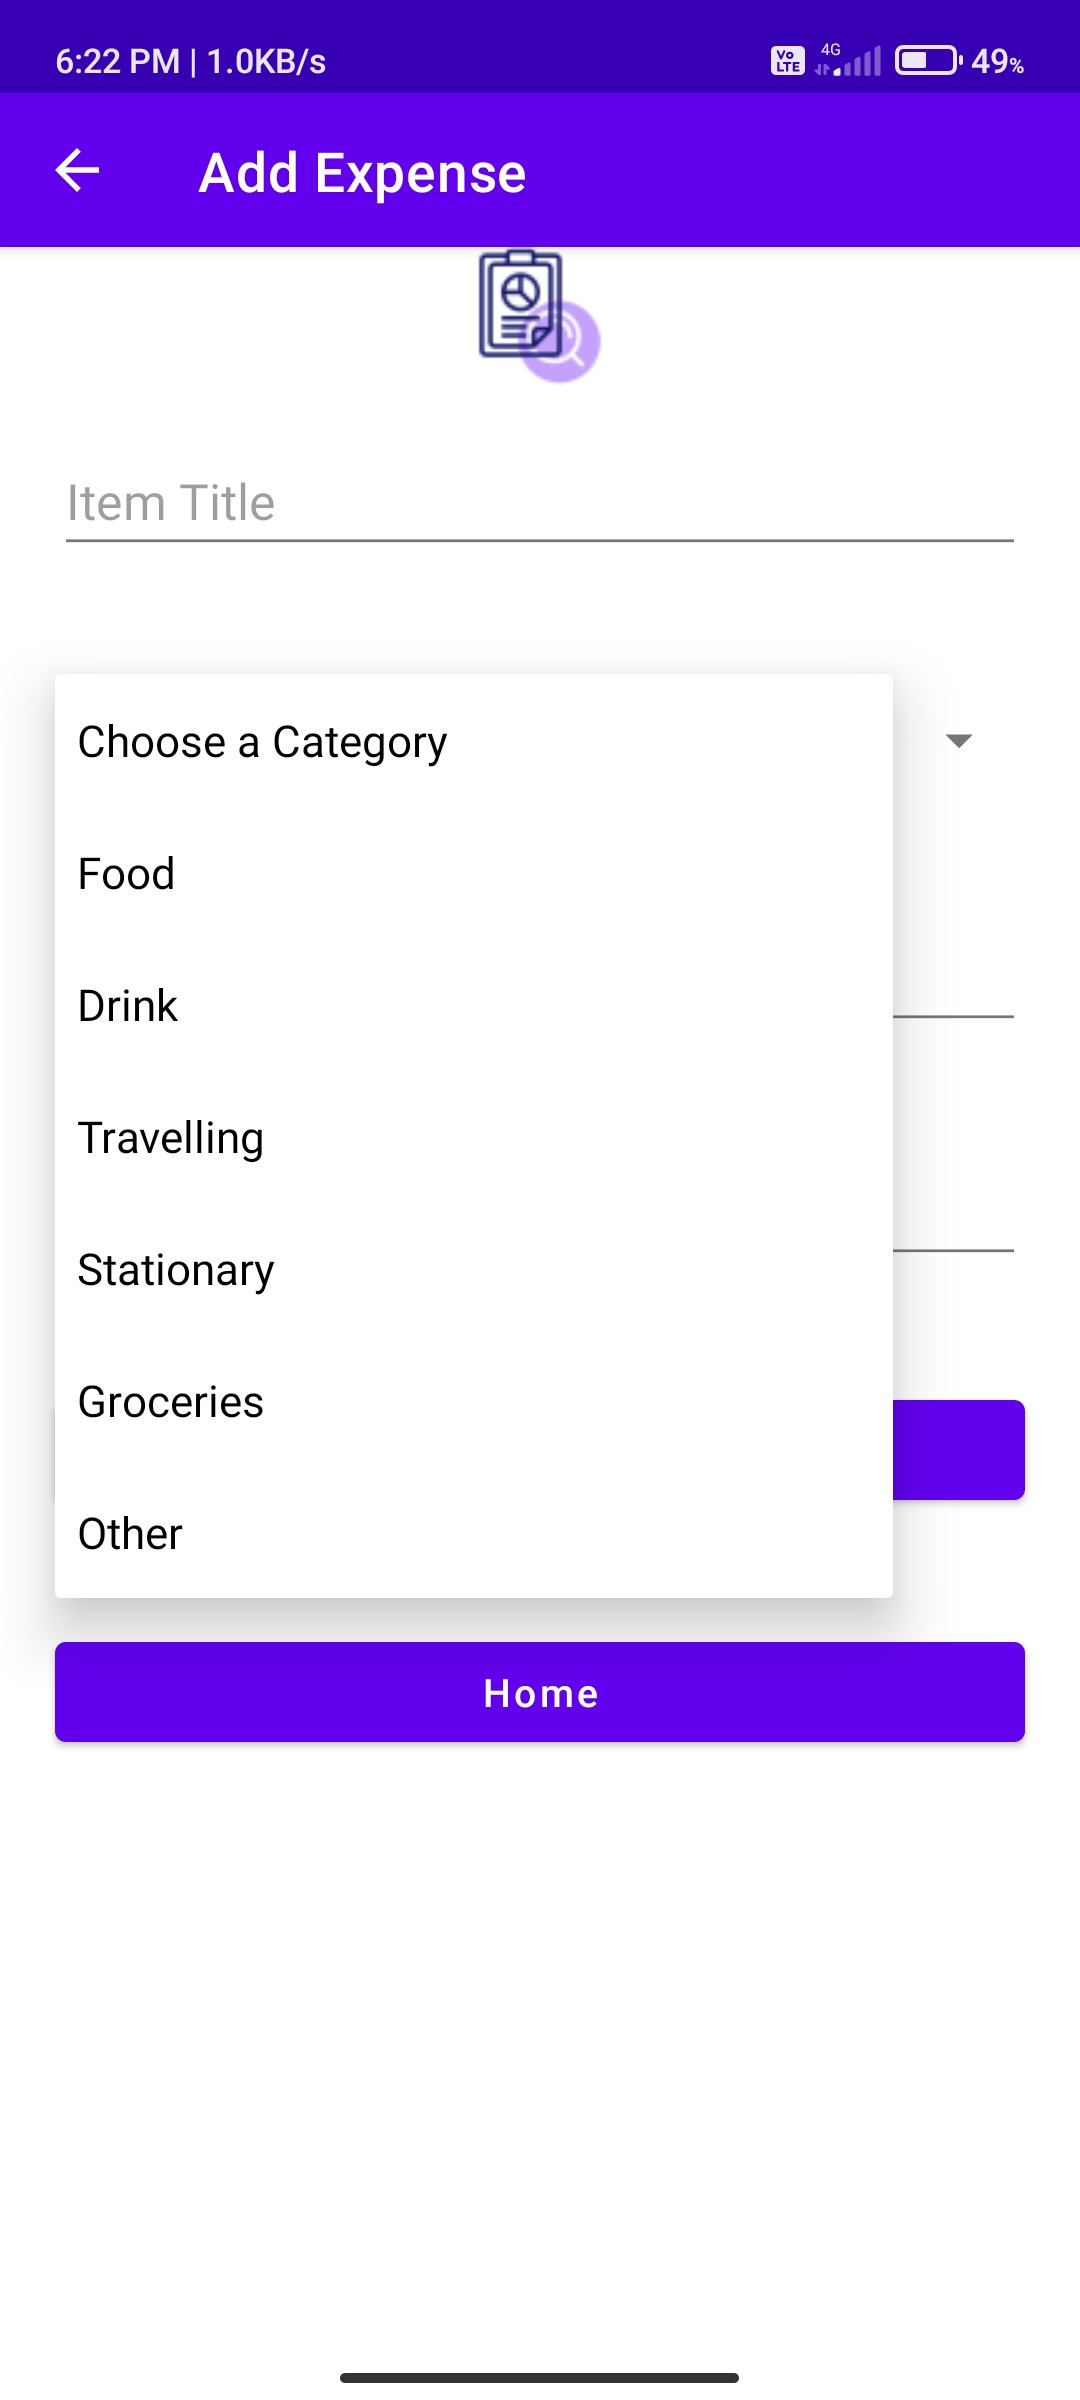 6:22 PM | 1.0KB/s Vo LTE 4G 49%
Add Expense
Item Title
Choose a Category
Food
Drink
Travelling
Stationary
Groceries
Other
Home